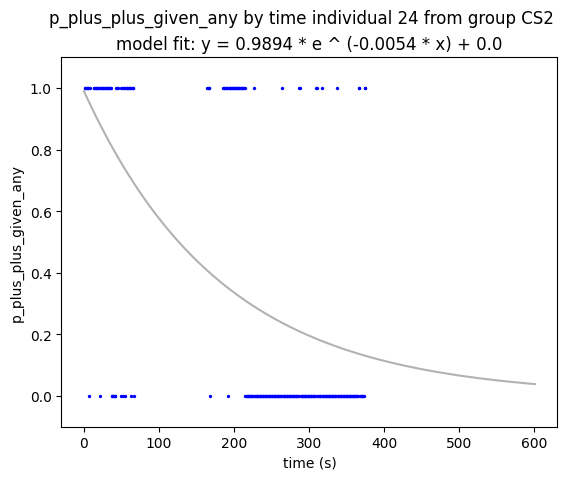 p_plus_plus_given_any by time individual 24 from group CS2
model fit: y = 0.9894 * e ^ (-0.0054 * x) + 0.0
p_plus_plus_given_any
1.0
0.8
0.6
0.4
0.2
0.0
0 100 200 300 400 500 600
time (s)